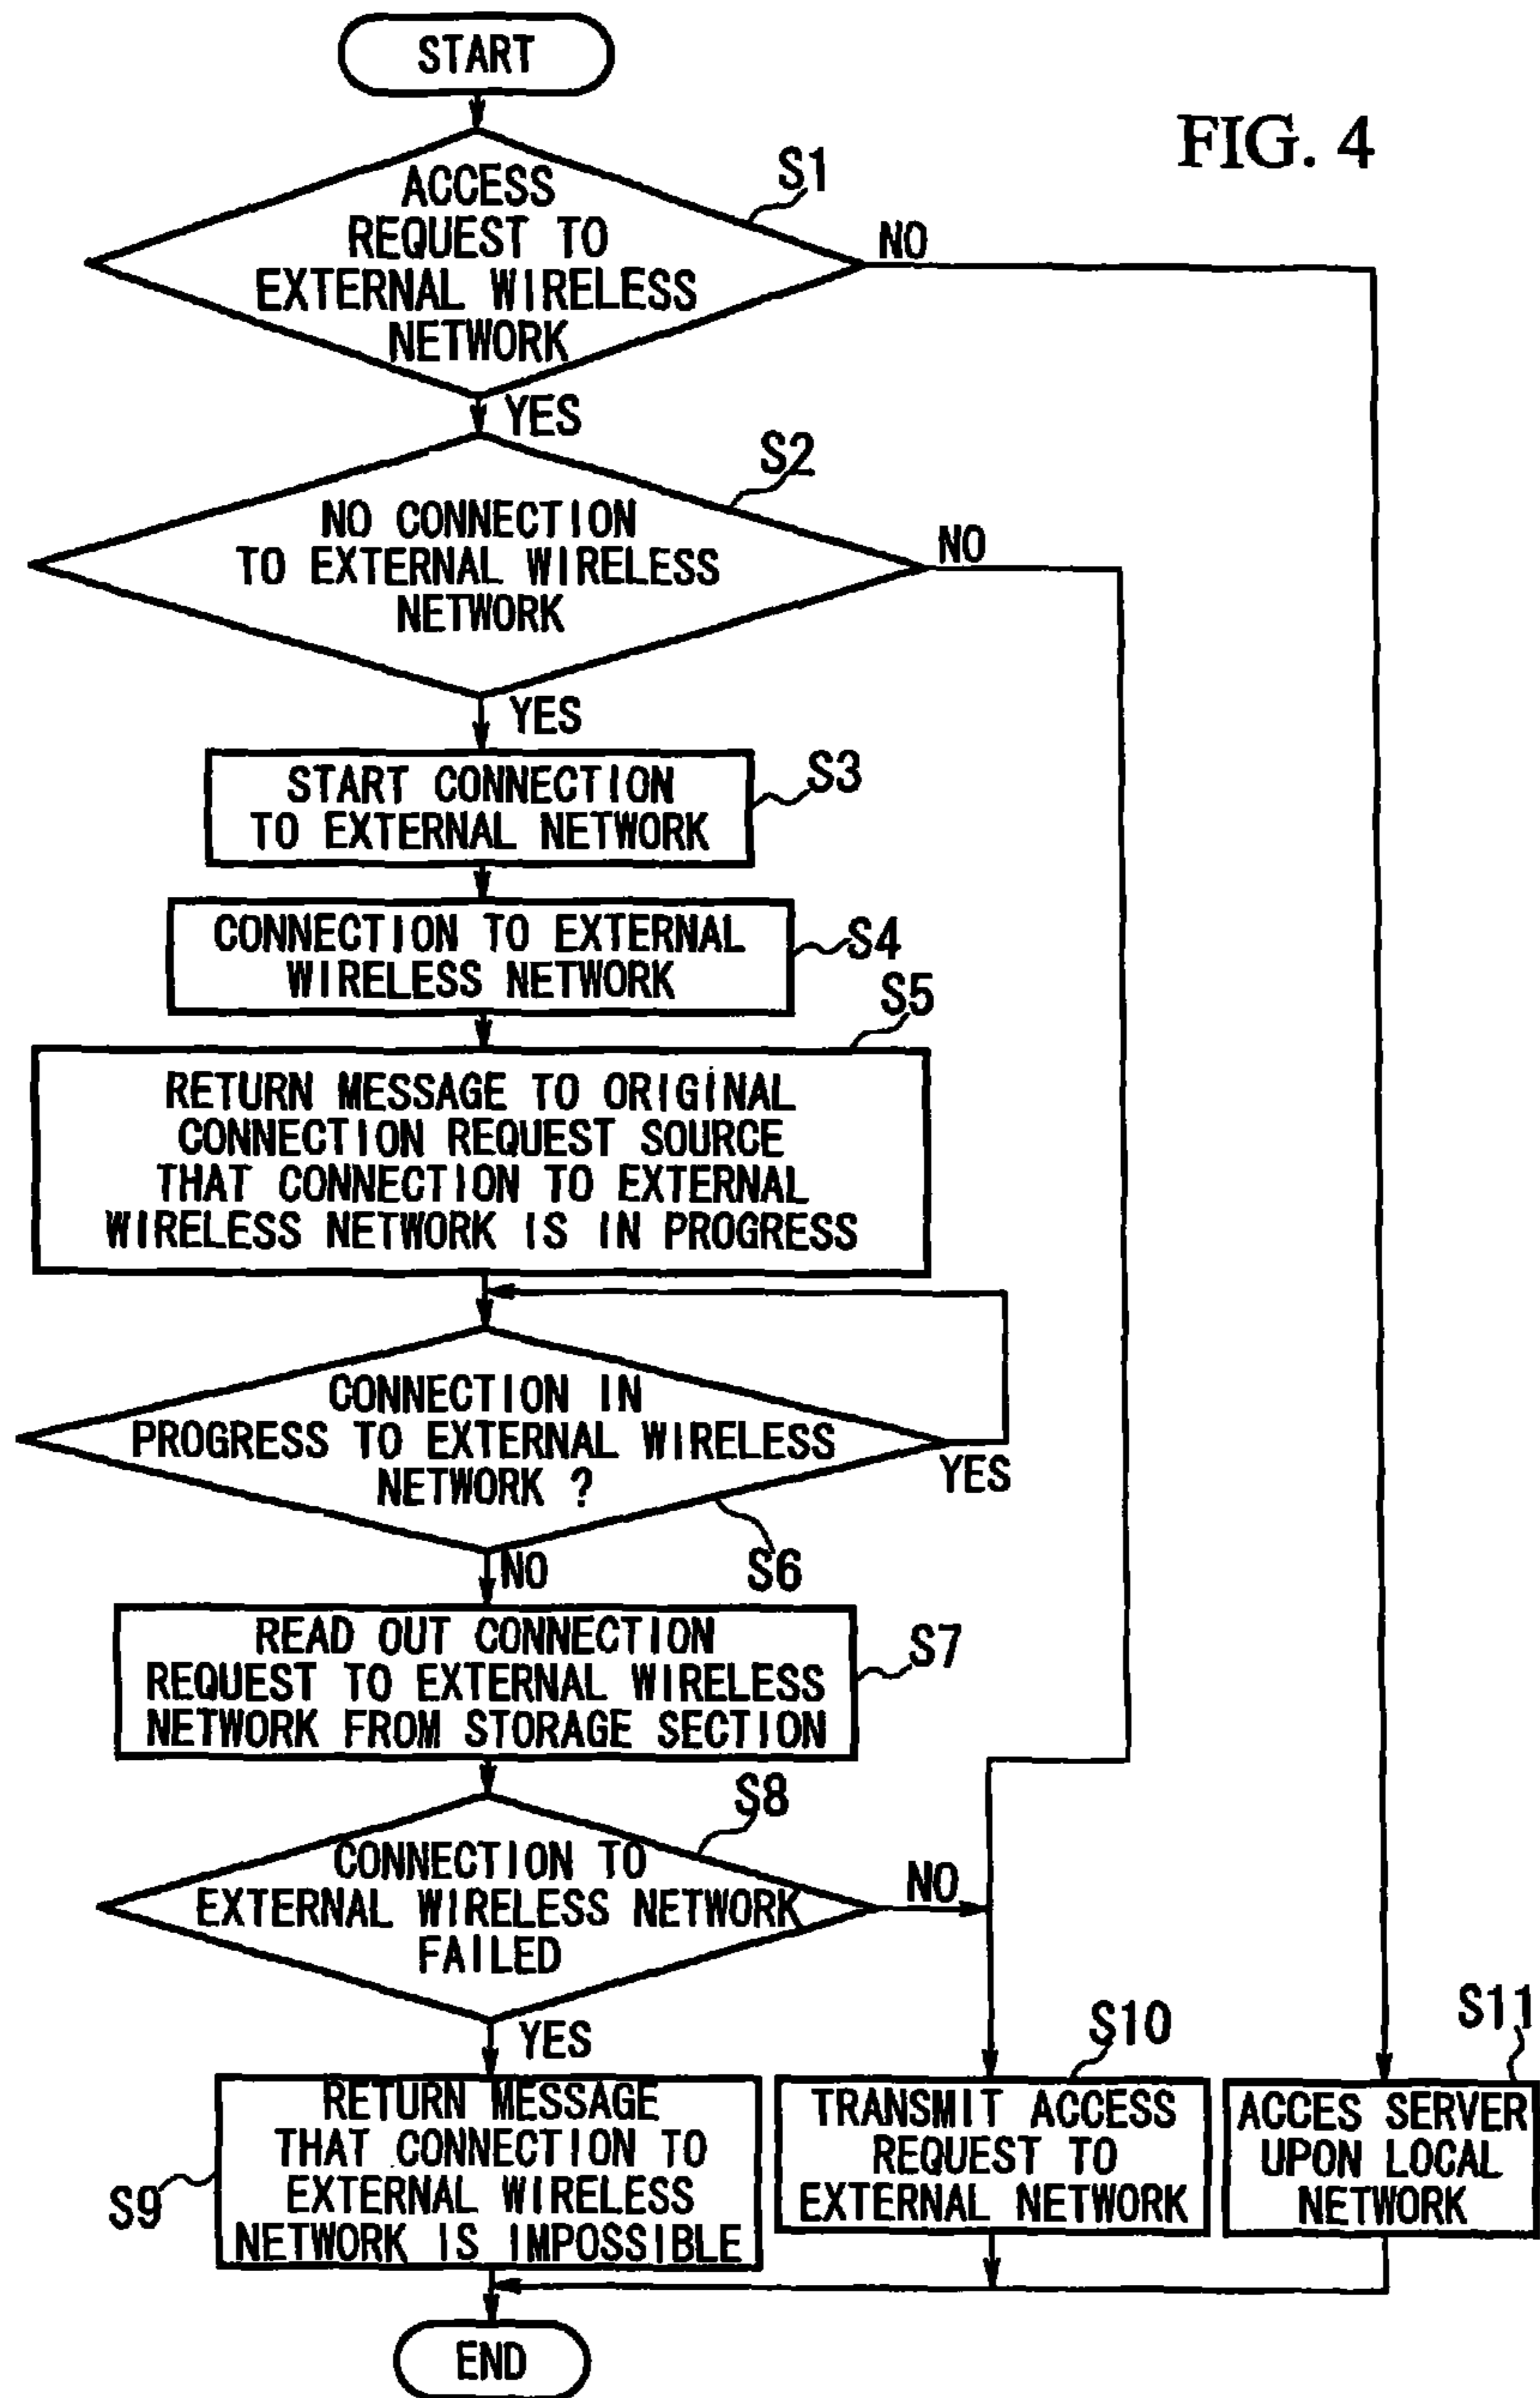 START
FIG. 4
S1
ACCESS
REQUEST TO
EXTERNAL WIRELESS
NETWORK
NO
YES
S2
NO CONNECTION
TO EXTERNAL WIRELESS
NETWORK
NO
YES
S3
START CONNECTION
TO EXTERNAL NETWORK
S4
CONNECTION TO EXTERNAL
WIRELESS NETWORK
S5
RETURN MESSAGE TO ORIGINAL
CONNECTION REQUEST SOURCE
THAT CONNECTION TO EXTERNAL
WIRELESS NETWORK IS IN PROGRESS
CONNECTION IN
PROGRESS TO EXTERNAL WIRELESS
NETWORK ?
YES
S6
NO
READ OUT CONNECTION
REQUEST TO EXTERNAL WIRELESS
NETWORK FROM STORAGE SECTION
S7
S8
CONNECTION TO
EXTERNAL WIRELESS NETWORK
FAILED
NO
YES
S9
RETURN MESSAGE
THAT CONNECTION TO
EXTERNAL WIRELESS
NETWORK IS IMPOSSIBLE
S10
TRANSMIT ACCESS
REQUEST TO
EXTERNAL NETWORK
S11
ACCES SERVER
UPON LOCAL
NETWORK
END